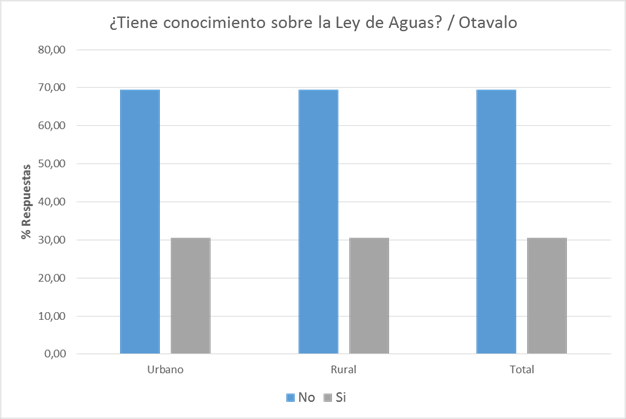 ¿Tiene conocimiento sobre la Ley de Aguas? / Otavalo
80,00
70,00
60,00
50,00
40,00
30,00
20,00
10,00
0,00
% Respuestas
Urbano
Rural
Total
No
Si